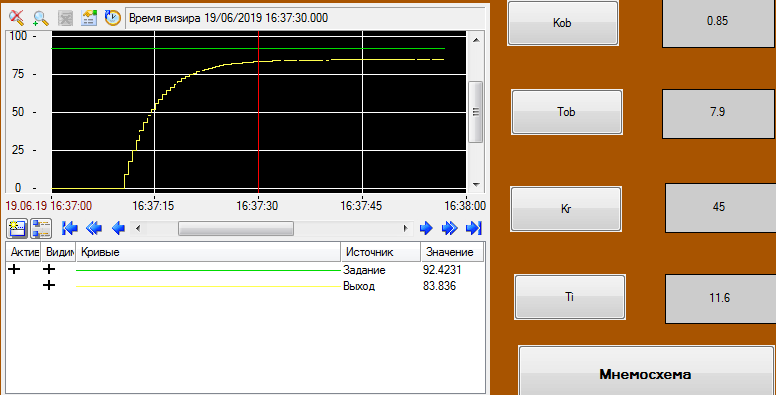 Время визира 19/06/2019 16:37:30.000
100
75
50
25
0
19.06.19 16:37:00
16:37:15
16:37:30
16:37:45
16:38:00
Актив Видим Кривые Источник Значение
Задание 92.4231
Выход 83.836
Kob 0.85
Tob 7.9
Kr 45
Ti 11.6
Мнемосхема